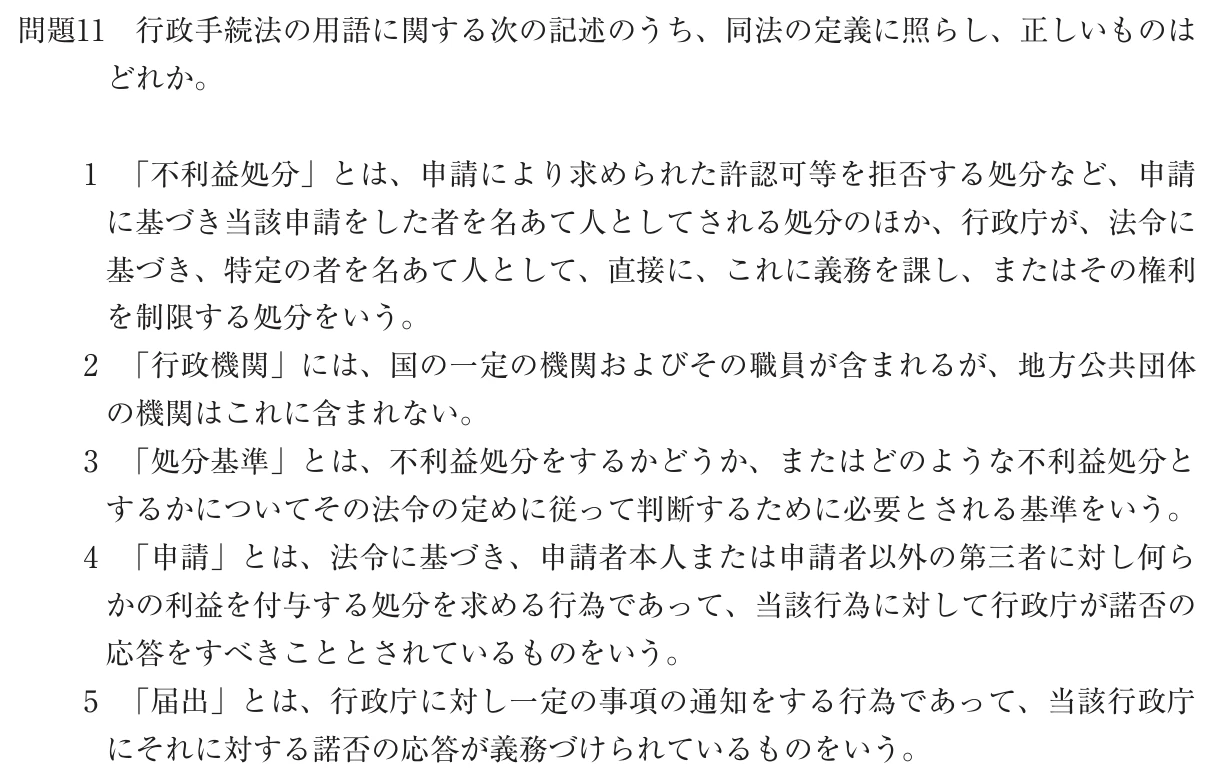 問題11　行政手続法の用語に関する次の記述のうち、同法の定義に照らし、正しいものは
どれか。
1　「不利益処分」とは、申請により求められた許認可等を拒否する処分など、申請
に基づき当該申請をした者を名あて人としてされる処分のほか、行政庁が、法令に
基づき、特定の者を名あて人として、直接に、これに義務を課し、またはその権利
を制限する処分をいう。
2　「行政機関」には、国の一定の機関およびその職員が含まれるが、地方公共団体
の機関はこれに含まれない。
3　「処分基準」とは、不利益処分をするかどうか、またはどのような不利益処分と
するかについてその法令の定めに従って判断するために必要とされる基準をいう。
4　「申請」とは、法令に基づき、申請者本人または申請者以外の第三者に対し何ら
かの利益を付与する処分を求める行為であって、当該行為に対して行政庁が諾否の
応答をすべきこととされているものをいう。
5　「届出」とは、行政庁に対し一定の事項の通知をする行為であって、当該行政庁
にそれに対する諾否の応答が義務づけられているものをいう。